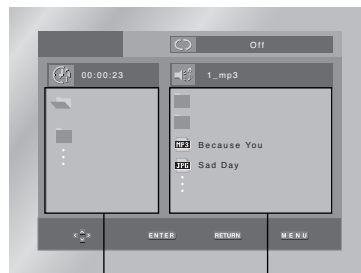 Off
00:00:23
1_mp3
MP3 Because You
JPG Sad Day
ENTER RETURN MENU